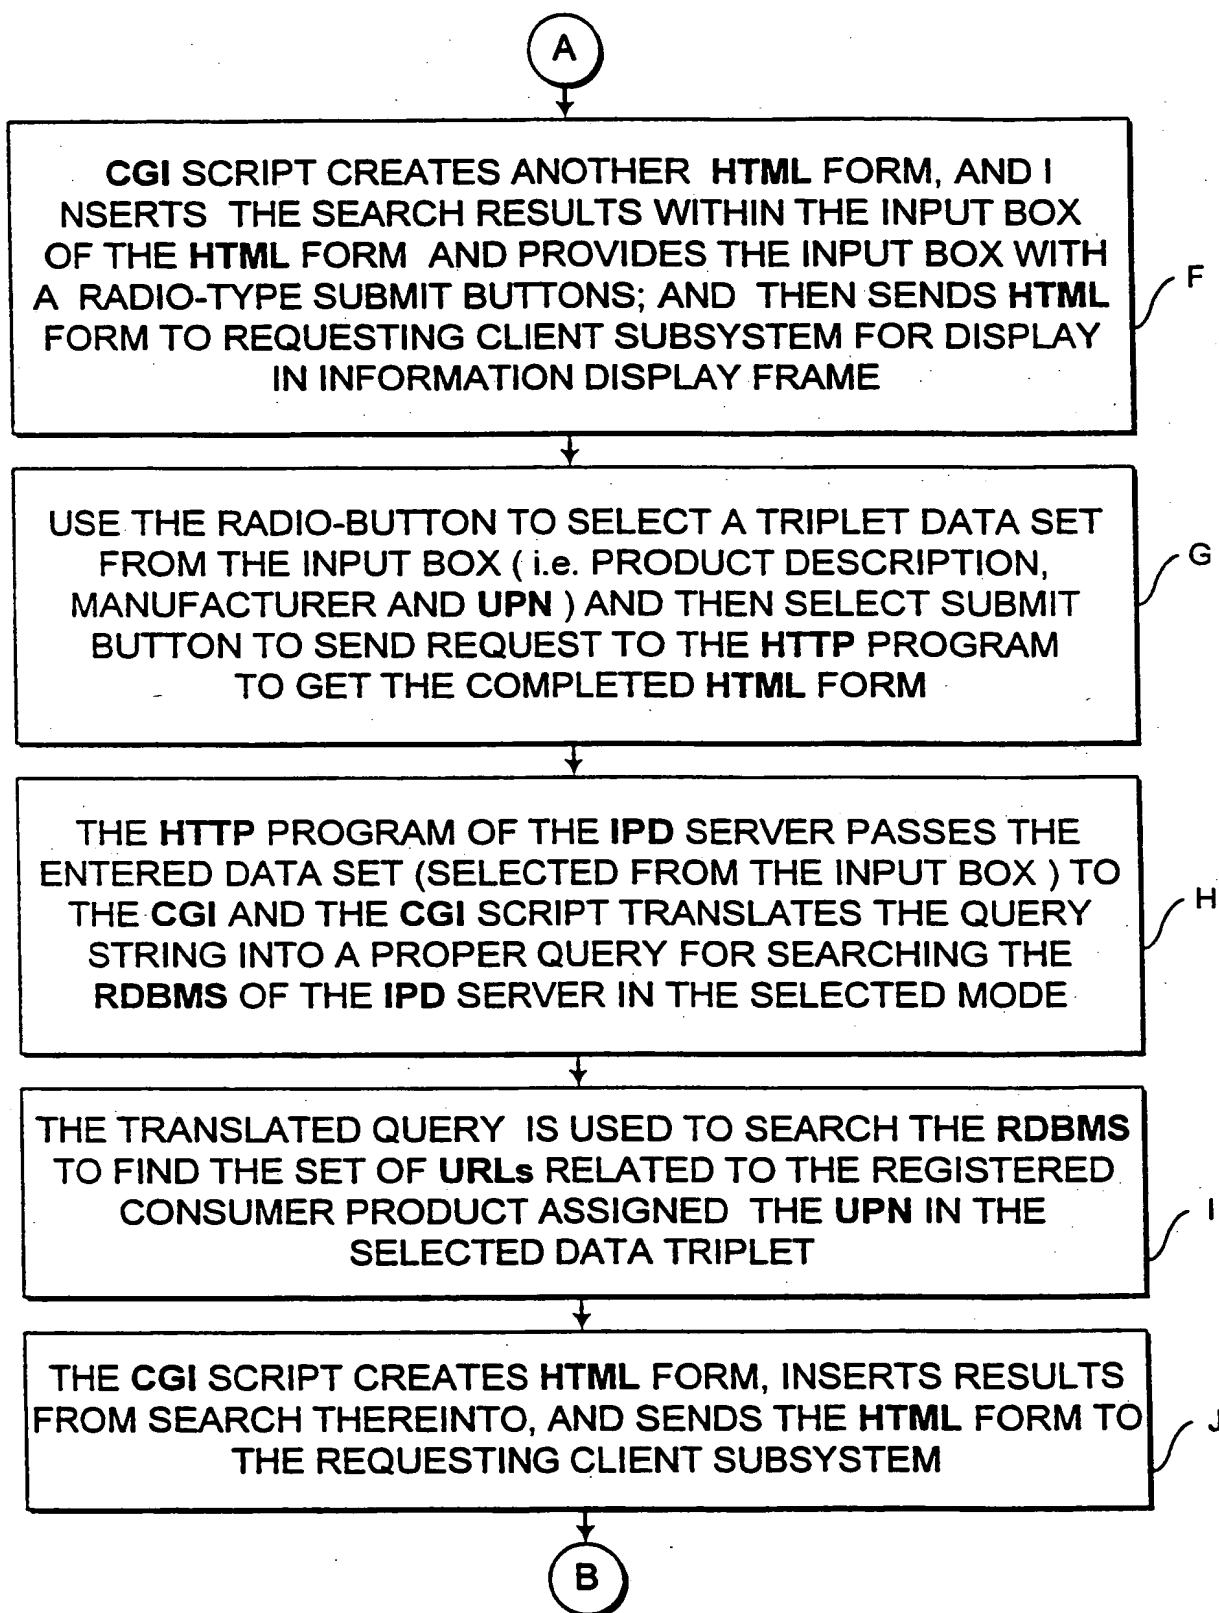 A
CGI SCRIPT CREATES ANOTHER HTML FORM, AND I
NSERTS THE SEARCH RESULTS WITHIN THE INPUT BOX
OF THE HTML FORM AND PROVIDES THE INPUT BOX WITH
A RADIO-TYPE SUBMIT BUTTONS; AND THEN SENDS HTML
FORM TO REQUESTING CLIENT SUBSYSTEM FOR DISPLAY
IN INFORMATION DISPLAY FRAME
F
USE THE RADIO-BUTTON TO SELECT A TRIPLET DATA SET
FROM THE INPUT BOX ( i.e. PRODUCT DESCRIPTION,
MANUFACTURER AND UPN ) AND THEN SELECT SUBMIT
BUTTON TO SEND REQUEST TO THE HTTP PROGRAM
TO GET THE COMPLETED HTML FORM
G
THE HTTP PROGRAM OF THE IPD SERVER PASSES THE
ENTERED DATA SET (SELECTED FROM THE INPUT BOX ) TO
THE CGI AND THE CGI SCRIPT TRANSLATES THE QUERY
STRING INTO A PROPER QUERY FOR SEARCHING THE
RDBMS OF THE IPD SERVER IN THE SELECTED MODE
H
THE TRANSLATED QUERY IS USED TO SEARCH THE RDBMS
TO FIND THE SET OF URLs RELATED TO THE REGISTERED
CONSUMER PRODUCT ASSIGNED THE UPN IN THE
SELECTED DATA TRIPLET
I
THE CGI SCRIPT CREATES HTML FORM, INSERTS RESULTS
FROM SEARCH THEREINTO, AND SENDS THE HTML FORM TO
THE REQUESTING CLIENT SUBSYSTEM
J
B